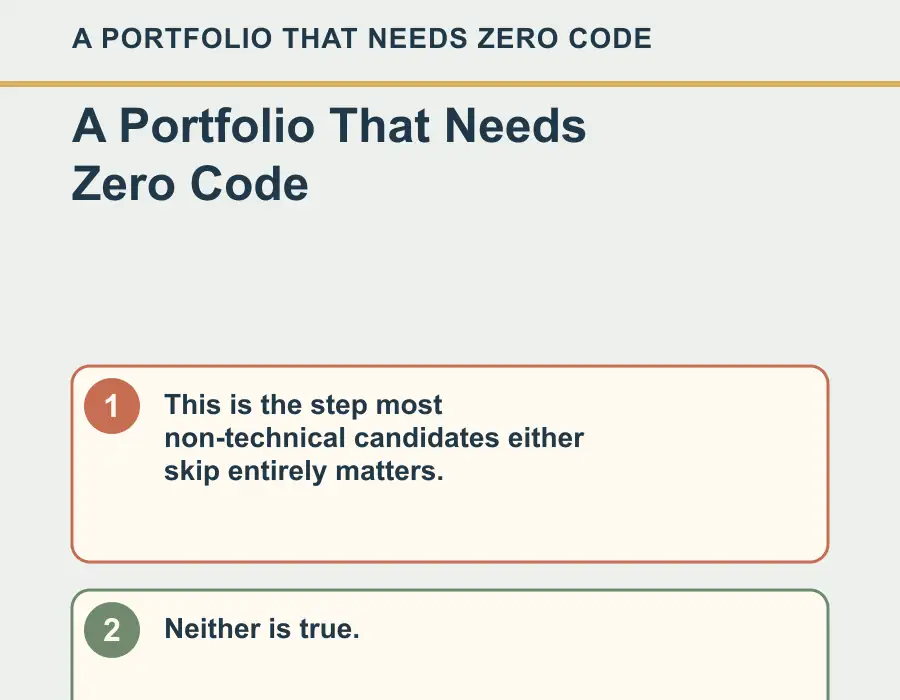 A PORTFOLIO THAT NEEDS ZERO CODE
A Portfolio That Needs
Zero Code
1
This is the step most
non-technical candidates either
skip entirely matters.
2
Neither is true.